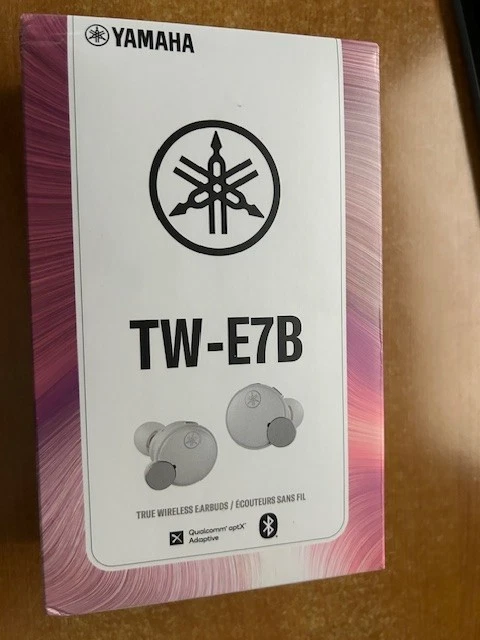 YAMAHA
TW-E7B
TRUE WIRELESS EARBUDS / ÉCOUTEURS SANS FIL
Qualcomm® aptX™
Adaptive